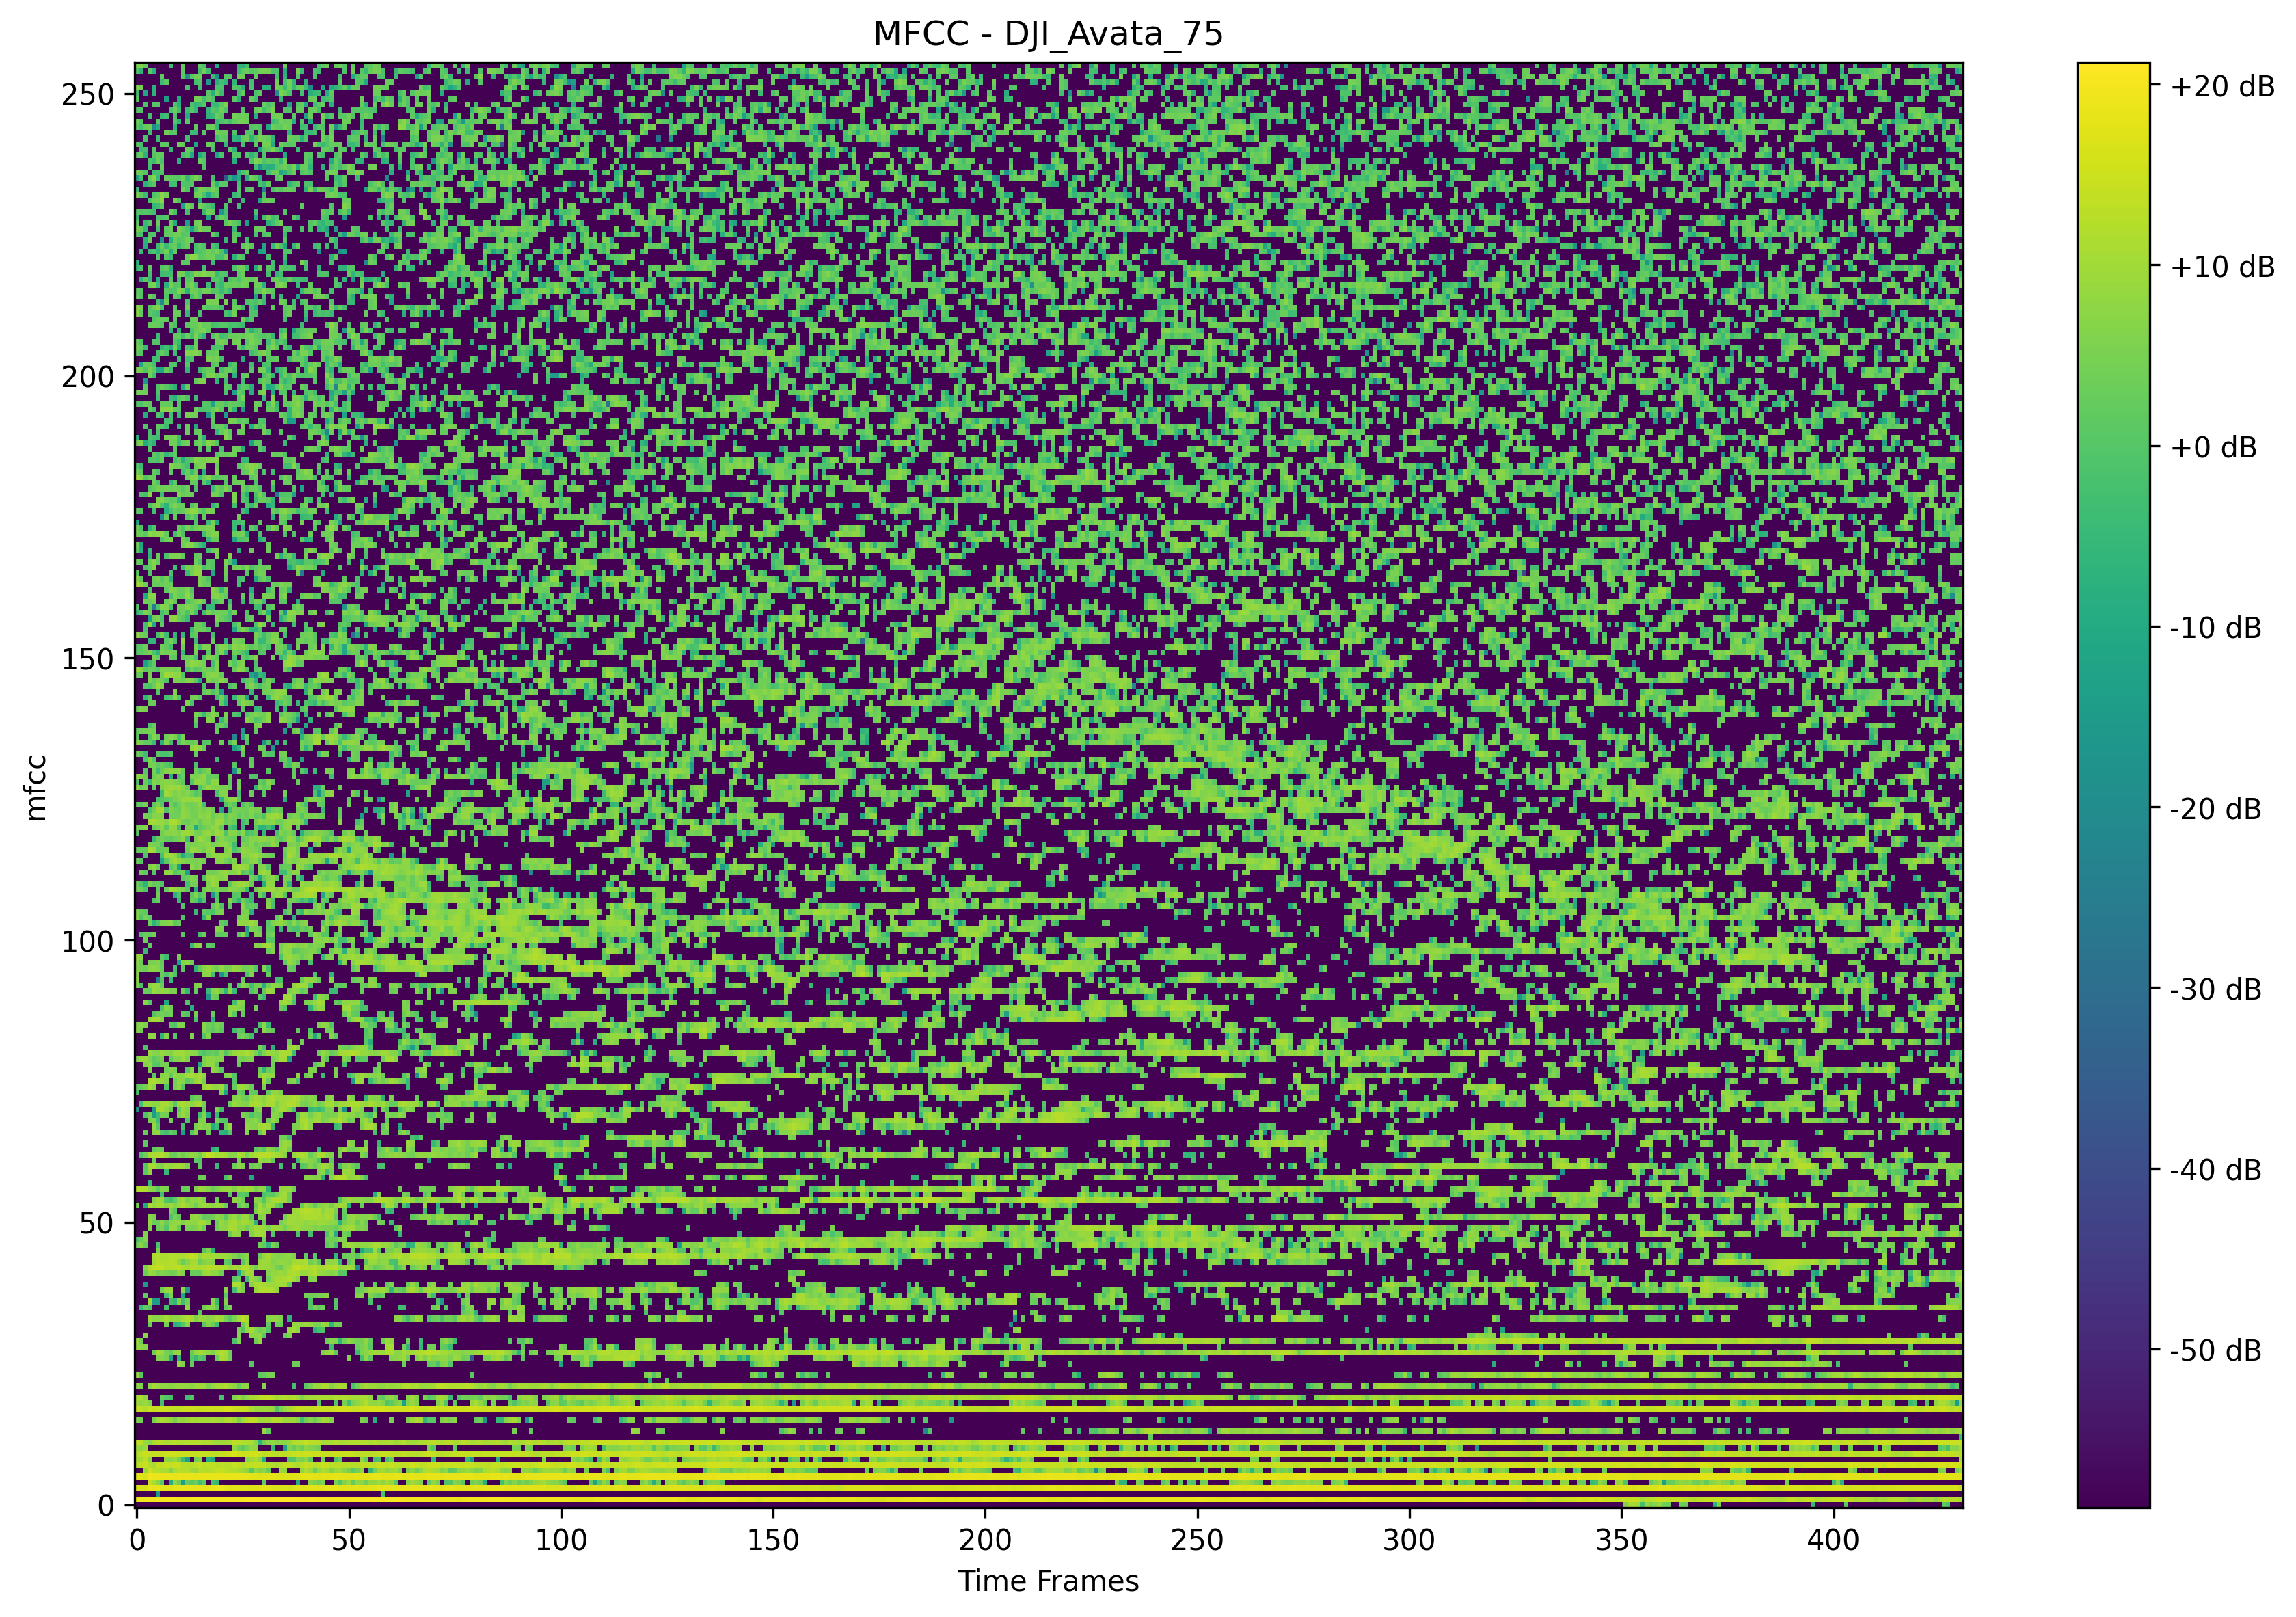 MFCC - DJI_Avata_75
250
200
150
100
50
0
mfcc
0 50 100 150 200 250 300 350 400
Time Frames
+20 dB
+10 dB
+0 dB
-10 dB
-20 dB
-30 dB
-40 dB
-50 dB